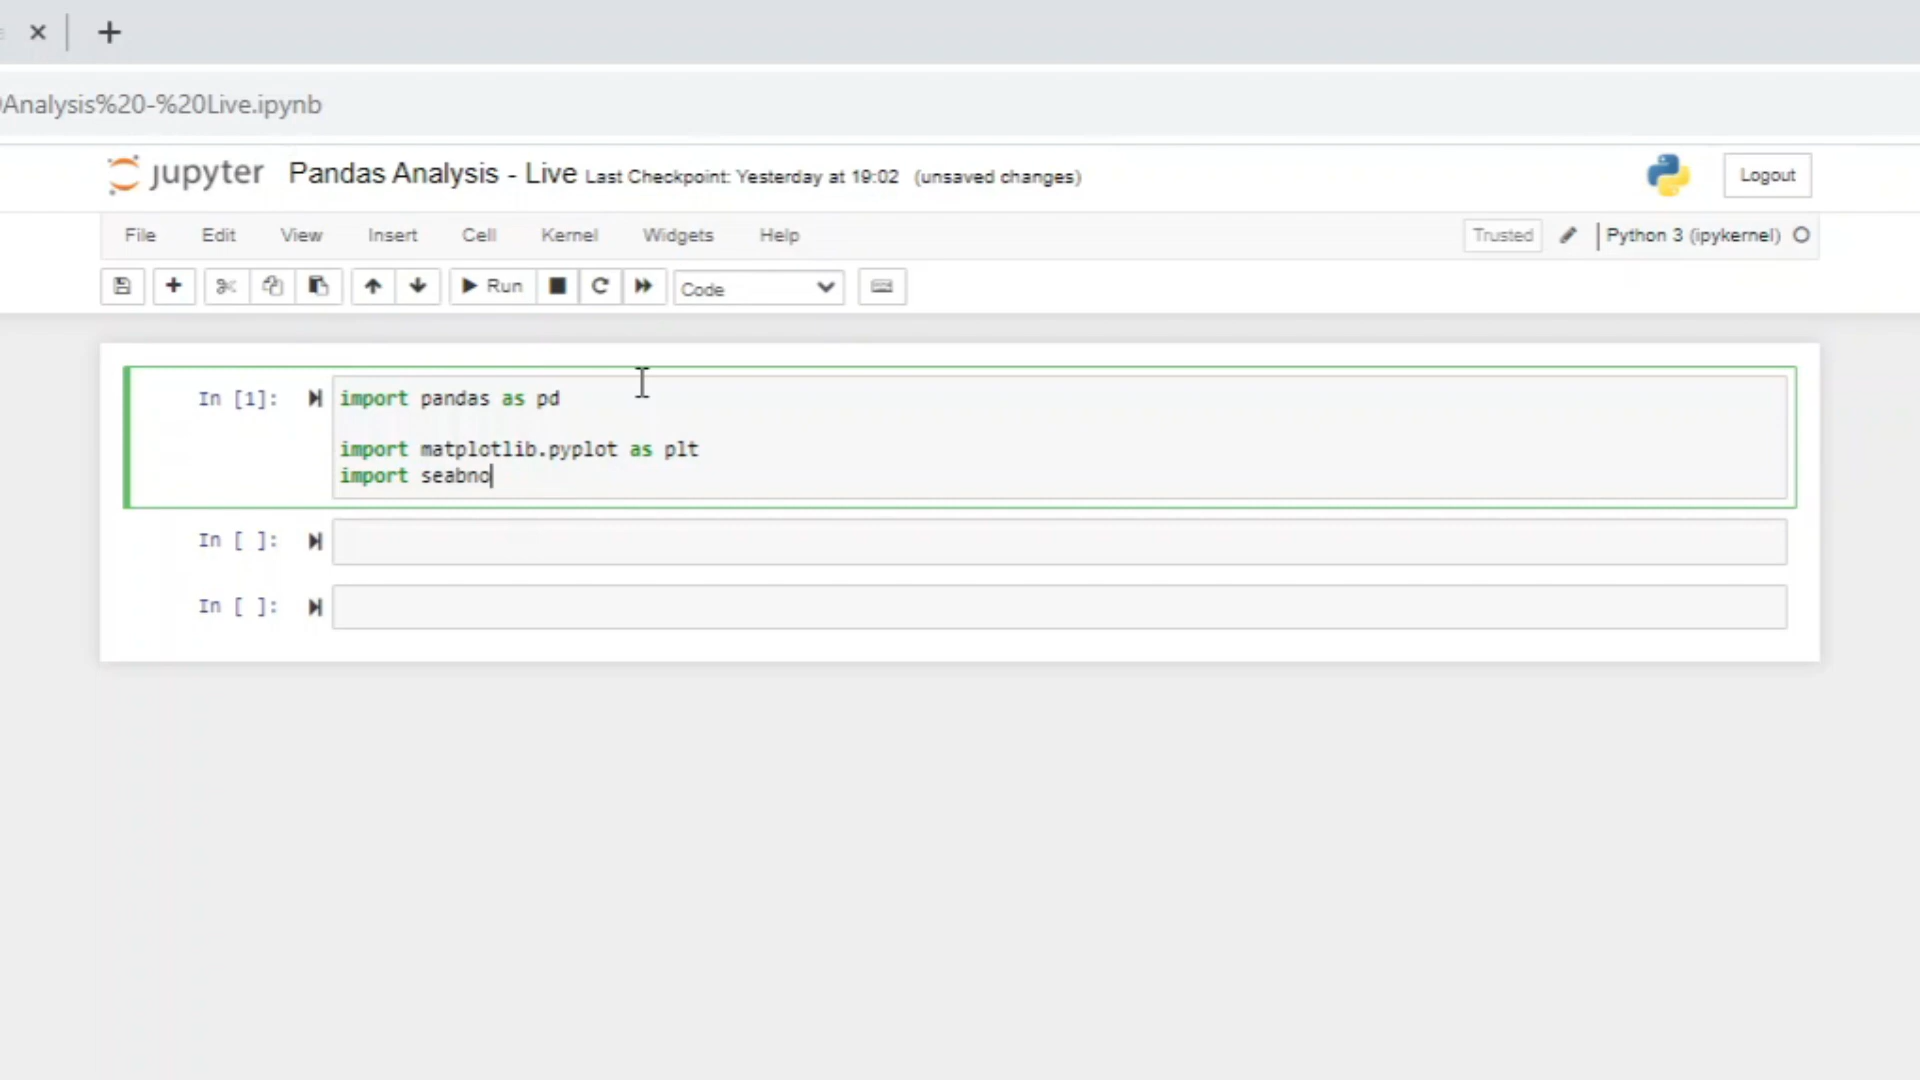 Analysis%20-%20Live.ipynb
jupyter Pandas Analysis - Live Last Checkpoint: Yesterday at 19:02 (unsaved changes) Logout
File Edit View Insert Cell Kernel Widgets Help Trusted Python 3 (ipykernel)
Run Code
In [1]: import pandas as pd
import matplotlib.pyplot as plt
import seabno
In [ ]:
In [ ]: